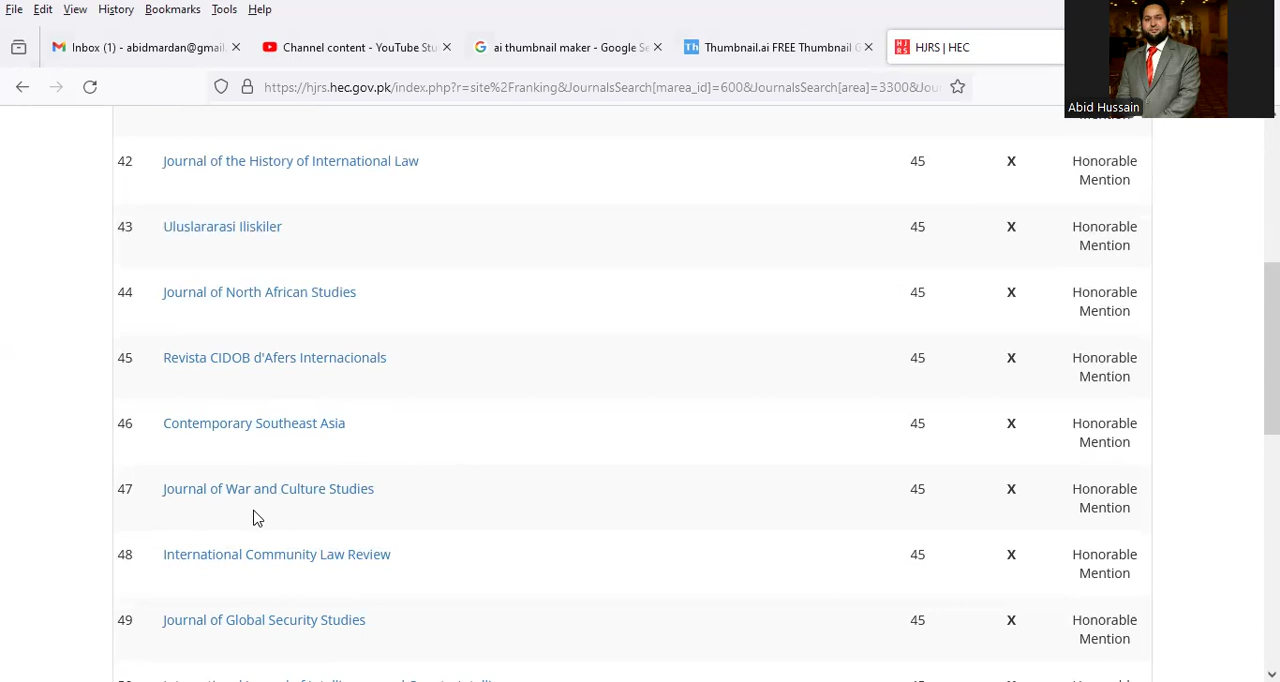 File Edit View History Bookmarks Tools Help
Inbox (1) - abidmardan@gmail
Channel content - YouTube Stu
ai thumbnail maker - Google Se
Th Thumbnail.ai FREE Thumbnail G
HJRS HJRS | HEC
https://hjrs.hec.gov.pk/index.php?r=site%2Franking&JournalsSearch[marea_id]=600&JournalsSearch[area]=3300&Jou
Abid Hussain
42 Journal of the History of International Law 45 X Honorable
Mention
43 Uluslararasi Iliskiler 45 X Honorable
Mention
44 Journal of North African Studies 45 X Honorable
Mention
45 Revista CIDOB d'Afers Internacionals 45 X Honorable
Mention
46 Contemporary Southeast Asia 45 X Honorable
Mention
47 Journal of War and Culture Studies 45 X Honorable
Mention
48 International Community Law Review 45 X Honorable
Mention
49 Journal of Global Security Studies 45 X Honorable
Mention